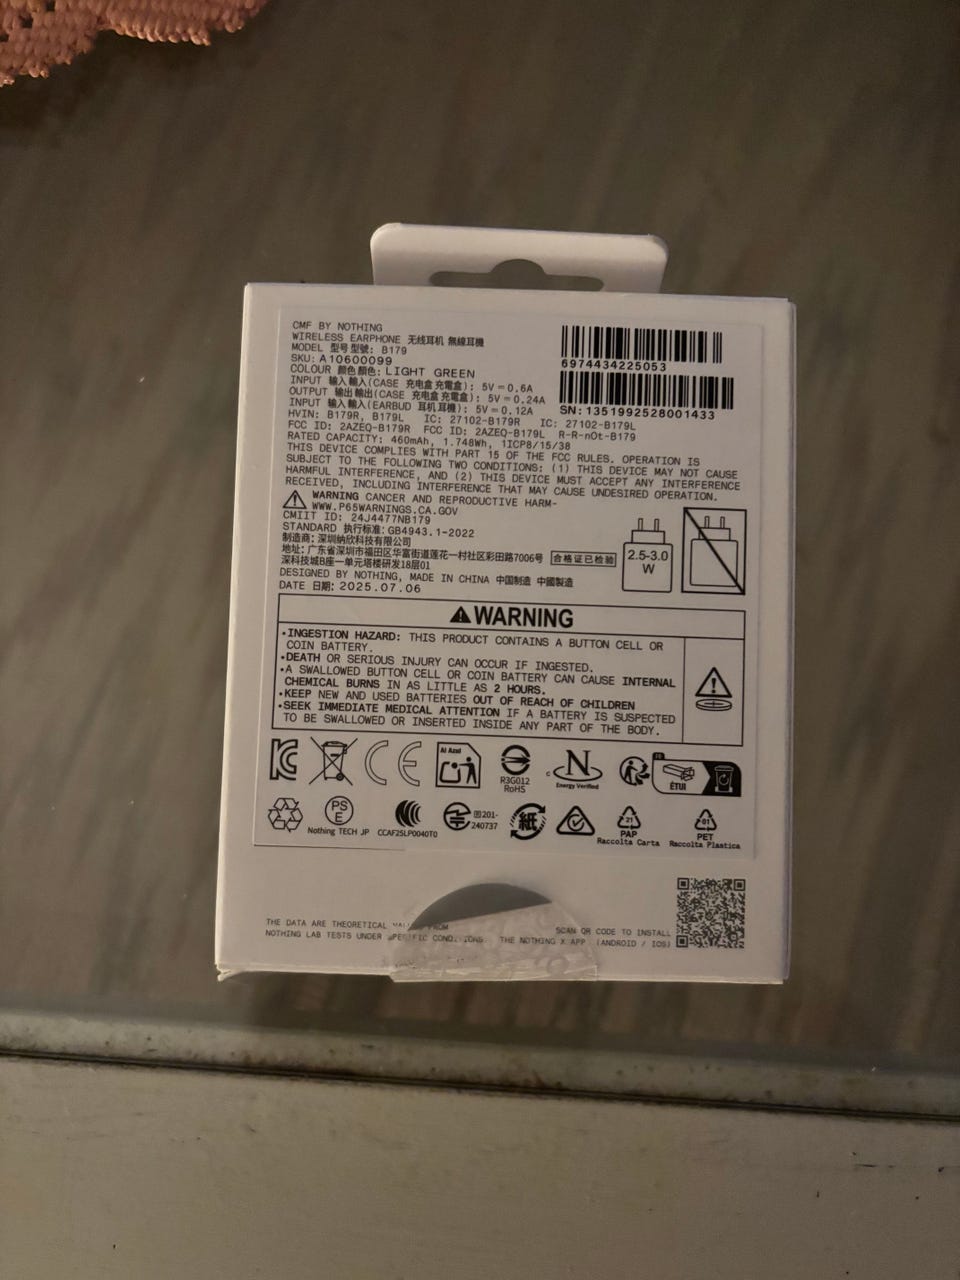 CMF BY NOTHING
WIRELESS EARPHONE 无线耳机 無線耳機
MODEL 型号 型號: B179
SKU: A10600099
COLOUR 颜色 顏色: LIGHT GREEN
INPUT 输入 輸入(CASE 充电盒 充電盒): 5V⎓0.6A
OUTPUT 输出 輸出(CASE 充电盒 充電盒): 5V⎓0.24A
INPUT 输入 輸入(EARBUD 耳机 耳機): 5V⎓0.12A
6974434225053
SN: 1351992528001433
HVIN: B179R, B179L IC: 27102-B179R IC: 27102-B179L
FCC ID: 2AZEQ-B179R FCC ID: 2AZEQ-B179L R-R-nOt-B179
RATED CAPACITY: 460mAh, 1.748Wh, 1ICP8/15/38
THIS DEVICE COMPLIES WITH PART 15 OF THE FCC RULES. OPERATION IS
SUBJECT TO THE FOLLOWING TWO CONDITIONS: (1) THIS DEVICE MAY NOT CAUSE
HARMFUL INTERFERENCE, AND (2) THIS DEVICE MUST ACCEPT ANY INTERFERENCE
RECEIVED, INCLUDING INTERFERENCE THAT MAY CAUSE UNDESIRED OPERATION.
WARNING CANCER AND REPRODUCTIVE HARM-
WWW.P65WARNINGS.CA.GOV
CMIIT ID: 24J4477NB179
STANDARD 执行标准: GB4943.1-2022
制造商: 深圳纳欣科技有限公司
地址: 广东省深圳市福田区华富街道莲花一村社区彩田路7006号
深科技城B座一单元塔楼研发18层01
合格证已检验
2.5-3.0
W
DESIGNED BY NOTHING, MADE IN CHINA 中国制造 中國製造
DATE 日期: 2025.07.06
WARNING
•INGESTION HAZARD: THIS PRODUCT CONTAINS A BUTTON CELL OR
COIN BATTERY.
•DEATH OR SERIOUS INJURY CAN OCCUR IF INGESTED.
•A SWALLOWED BUTTON CELL OR COIN BATTERY CAN CAUSE INTERNAL
CHEMICAL BURNS IN AS LITTLE AS 2 HOURS.
•KEEP NEW AND USED BATTERIES OUT OF REACH OF CHILDREN
•SEEK IMMEDIATE MEDICAL ATTENTION IF A BATTERY IS SUSPECTED
TO BE SWALLOWED OR INSERTED INSIDE ANY PART OF THE BODY.
CE
Al Azal
R3G012
RoHS
N
Energy Verified
FR
ÉTUI
PS
E
Nothing TECH JP
CCAF25LP0040T0
201-
240737
紙
21
PAP
Raccolta Carta
01
PET
Raccolta Plastica
THE DATA ARE THEORETICAL FROM
NOTHING LAB TESTS UNDER
SCAN OR CODE TO INSTALL
THE NOTHING X APP (ANDROID / IOS)